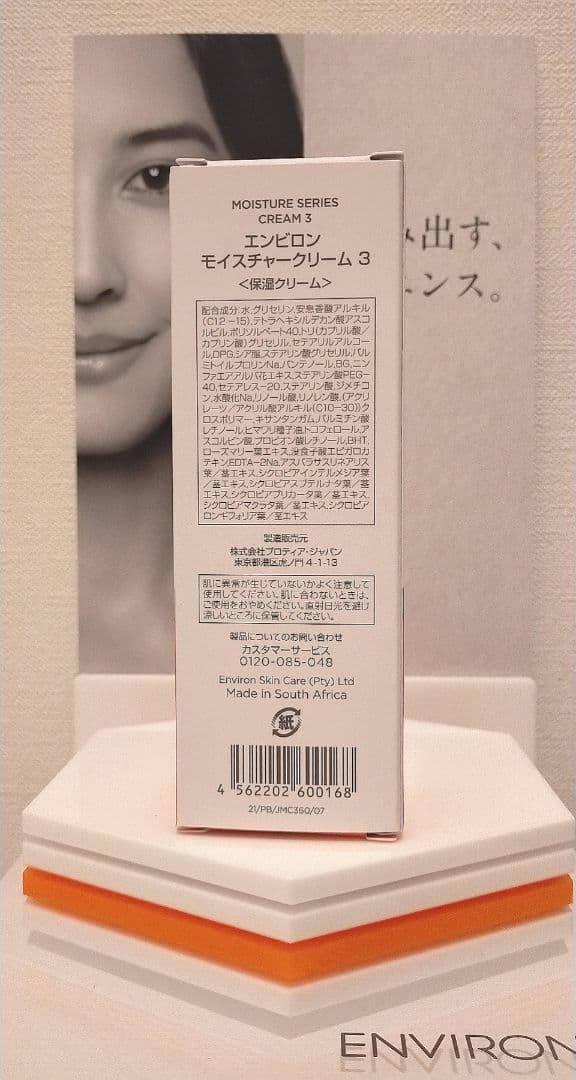 MOISTURE SERIES
CREAM 3
エンビロン
モイスチャークリーム 3
＜保湿クリーム＞
配合成分:水,グリセリン,安息香酸アルキル
(C12-15),テトラヘキシルデカン酸アスコ
ルビル,ポリソルベート40,トリ(カプリル酸/
カプリン酸)グリセリル,セテアリルアルコー
ル,DPG,シア脂,ステアリン酸グリセリル,パル
ミトイルプロリンNa,パンテノール,BG,ニン
ファエアアルバ花エキス,ステアリン酸PEG-
40,セテアレス-20,ステアリン酸,ジメチコ
ン,水酸化Na,リノール酸,リノレン酸,(アクリ
レーツ/アクリル酸アルキル(C10-30))ク
ロスポリマー,キサンタンガム,パルミチン酸
レチノール,ヒマワリ種子油,トコフェロール,ア
スコルビン酸,プロピオン酸レチノール,BHT,
ローズマリー葉エキス,没食子酸エピガロカ
テキン,EDTA-2Na,アスパラサスリネアリス
葉/茎エキス,シクロピアインテルメジア葉
/茎エキス,シクロピアスブテルナタ葉/茎
エキス,シクロピアプリカータ葉/茎エキス,
シクロピアマクラタ葉/茎エキス,シクロピア
ロンギフォリア葉/茎エキス
製造販売元
株式会社プロティア・ジャパン
東京都港区虎ノ門 4-1-13
肌に異常が生じていないかよく注意して
使用してください。肌に合わないときは、
ご使用をおやめください。直射日光を避け
涼しいところに保管してください。
製品についてのお問い合わせ
カスタマーサービス
0120-085-048
Environ Skin Care (Pty) Ltd
Made in South Africa
紙
4 562202 600168
21/PB/JMC360/07
み出す、
ェンス。
ENVIRON